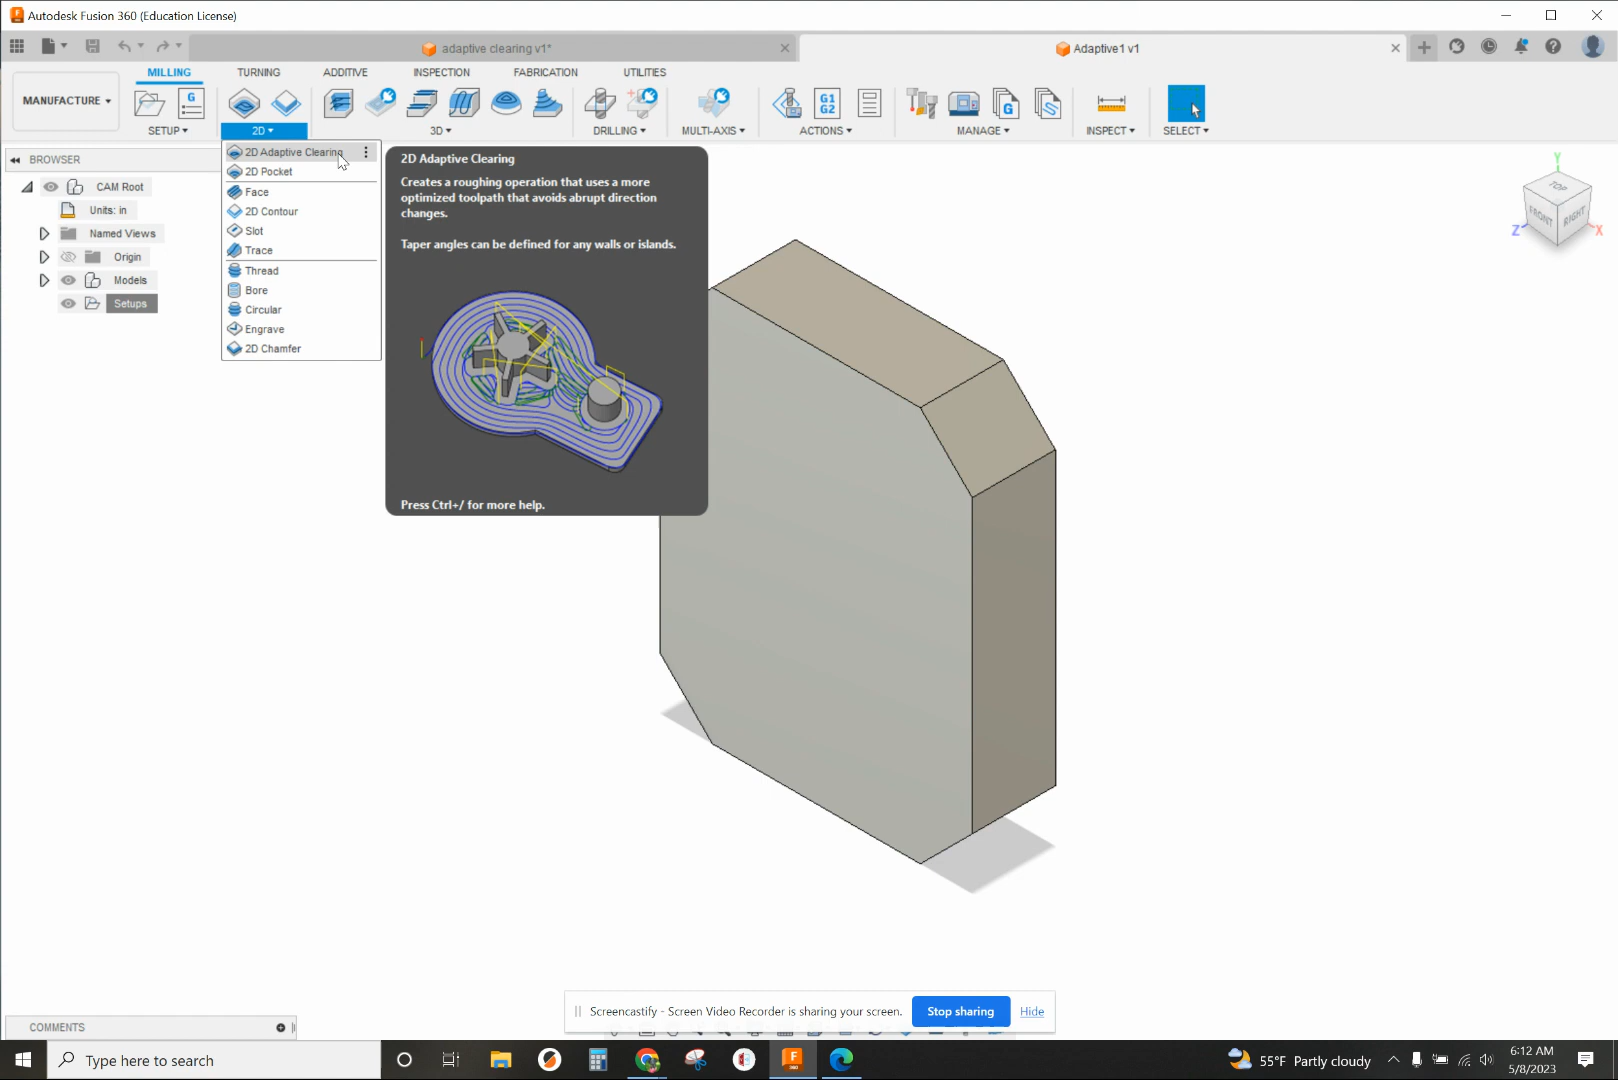 Autodesk Fusion 360 (Education License)
adaptive clearing v1*
Adaptive1 v1
MILLING
TURNING
ADDITIVE
INSPECTION
FABRICATION
UTILITIES
MANUFACTURE
G
G1
G2
G
SETUP
2D
3D
DRILLING
MULTI-AXIS
ACTIONS
MANAGE
INSPECT
SELECT
BROWSER
CAM Root
Units: in
Named Views
Origin
Models
Setups
2D Adaptive Clearing
2D Pocket
Face
2D Contour
Slot
Trace
Thread
Bore
Circular
Engrave
2D Chamfer
2D Adaptive Clearing
Creates a roughing operation that uses a more
optimized toolpath that avoids abrupt direction
changes.
Taper angles can be defined for any walls or islands.
Press Ctrl+/ for more help.
Y
TOP
FRONT
RIGHT
Z
X
Screencastify - Screen Video Recorder is sharing your screen.
Stop sharing
Hide
COMMENTS
Type here to search
F
360
55°F Partly cloudy
6:12 AM
5/8/2023